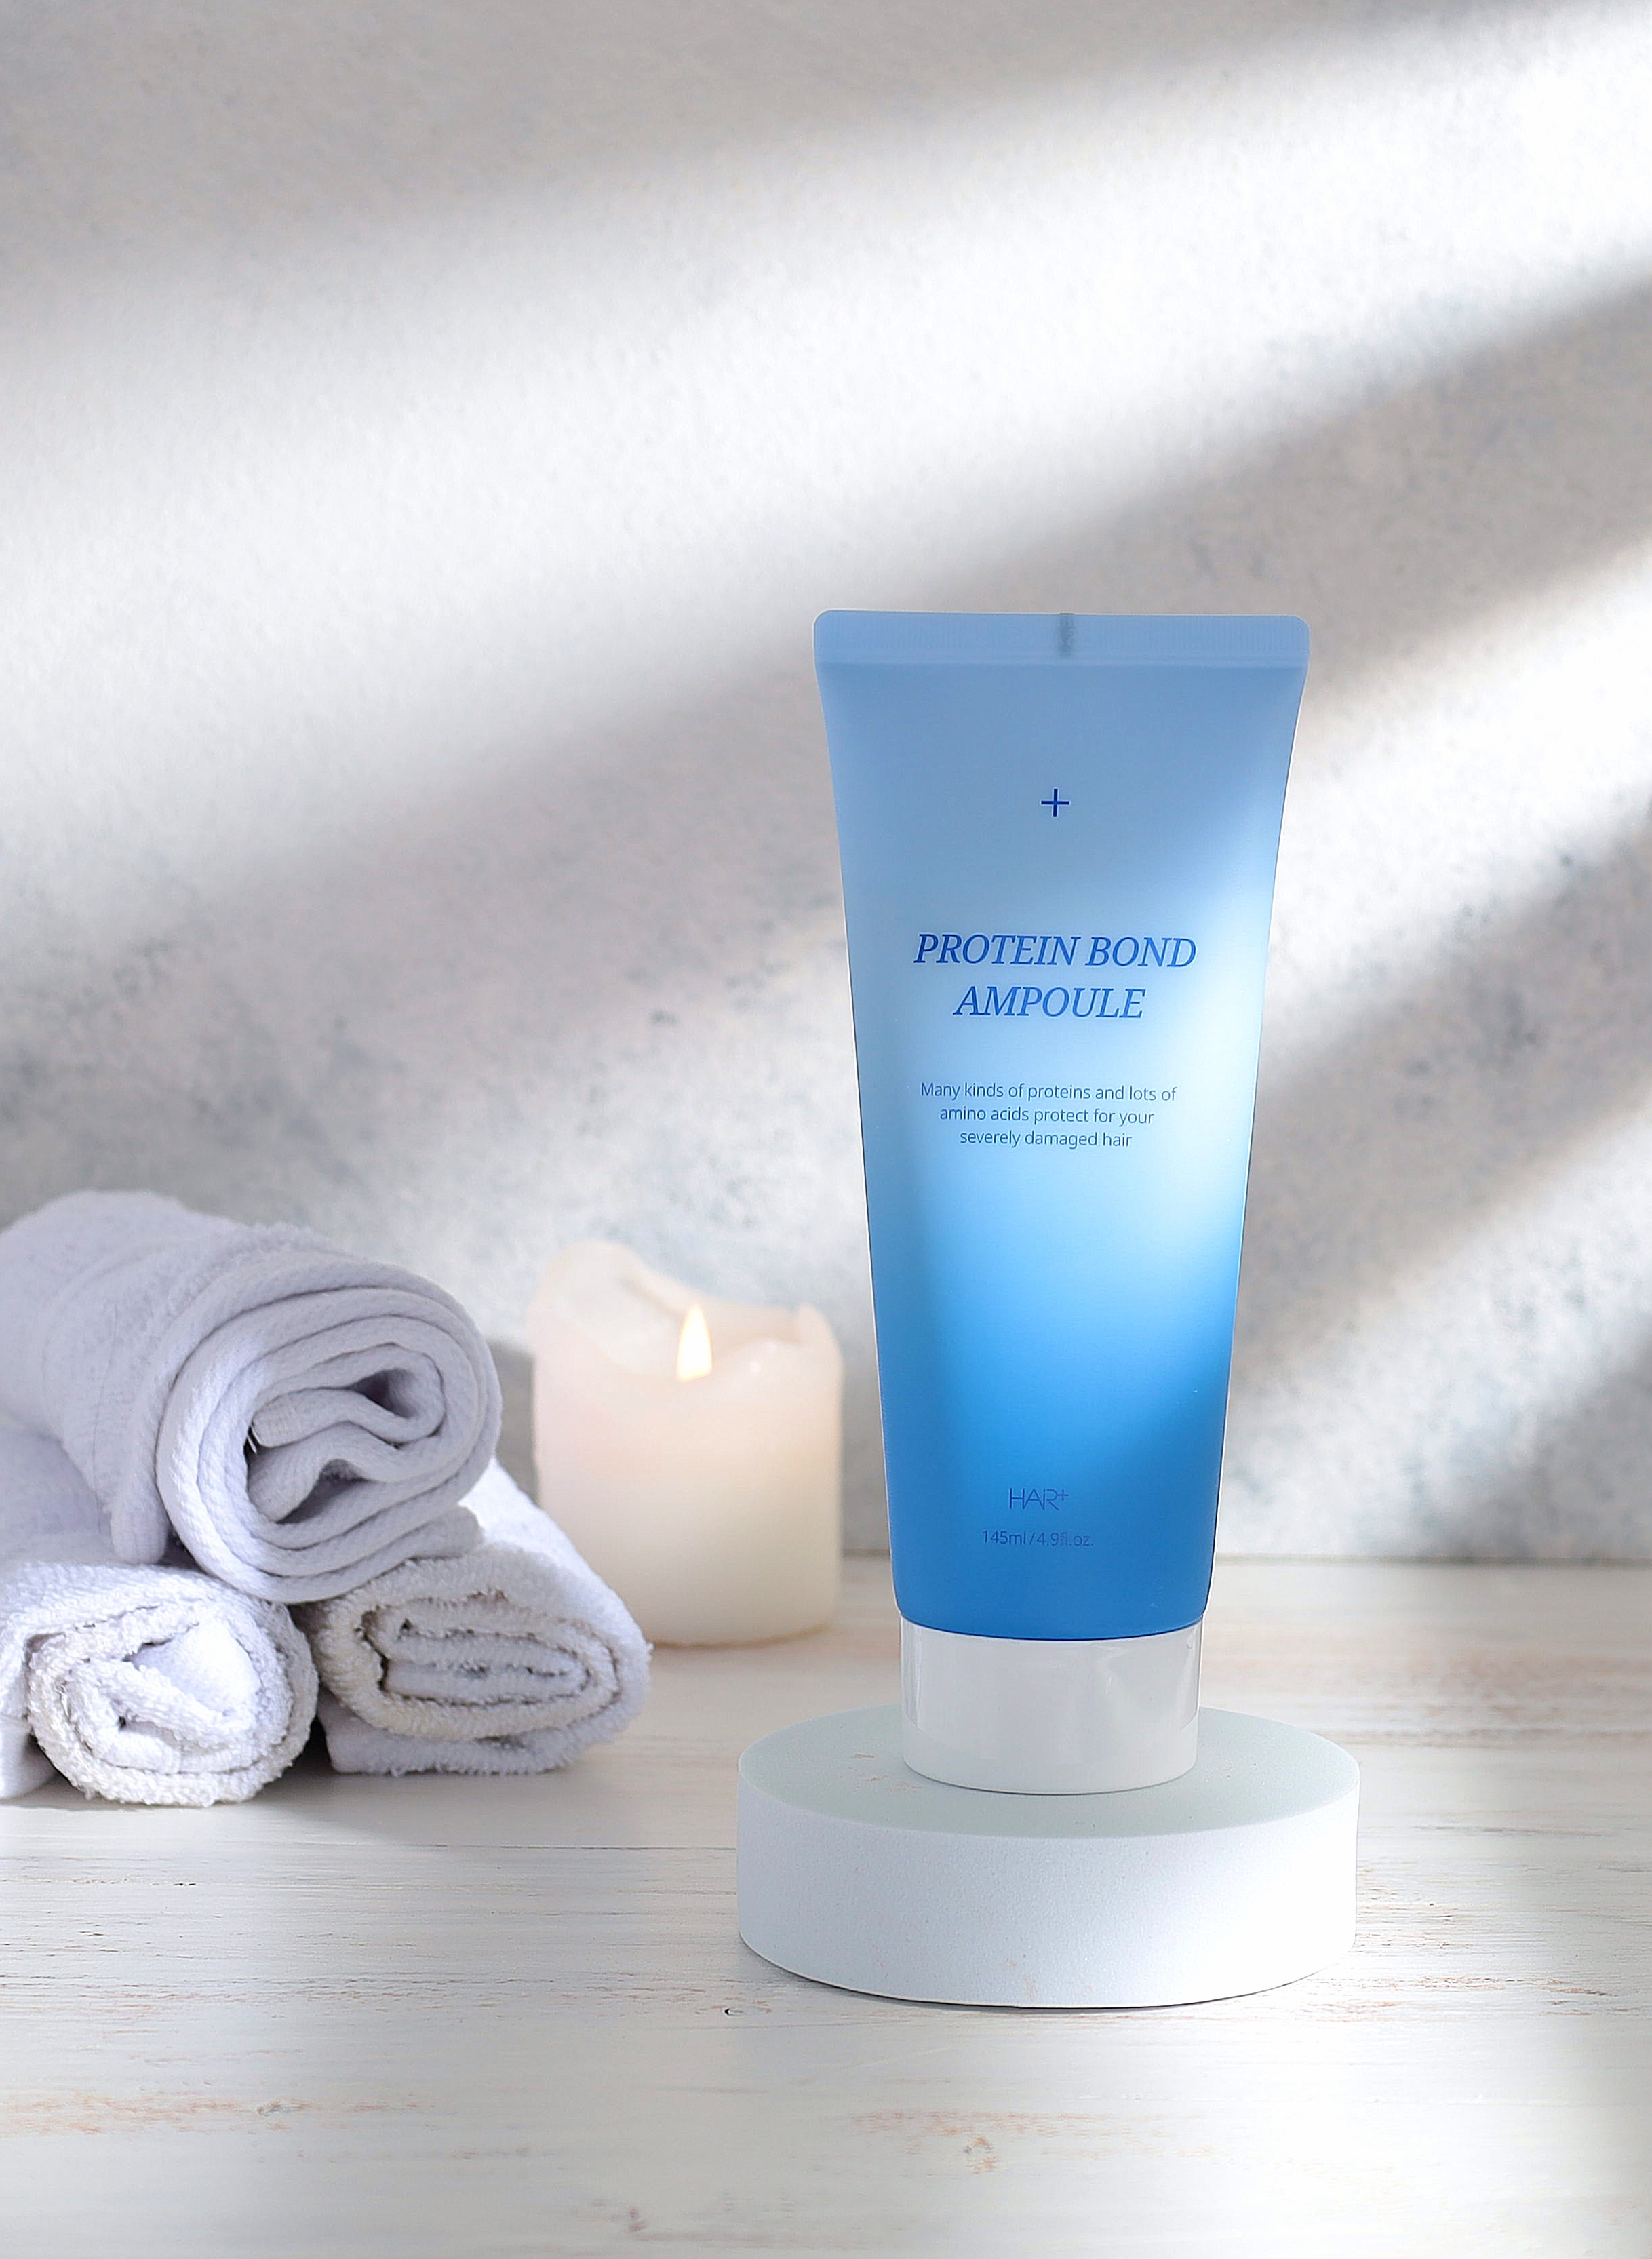 +
PROTEIN BOND
AMPOULE
Many kinds of proteins and lots of
amino acids protect for your
severely damaged hair
HAiR+
145ml/4.9fl.oz.